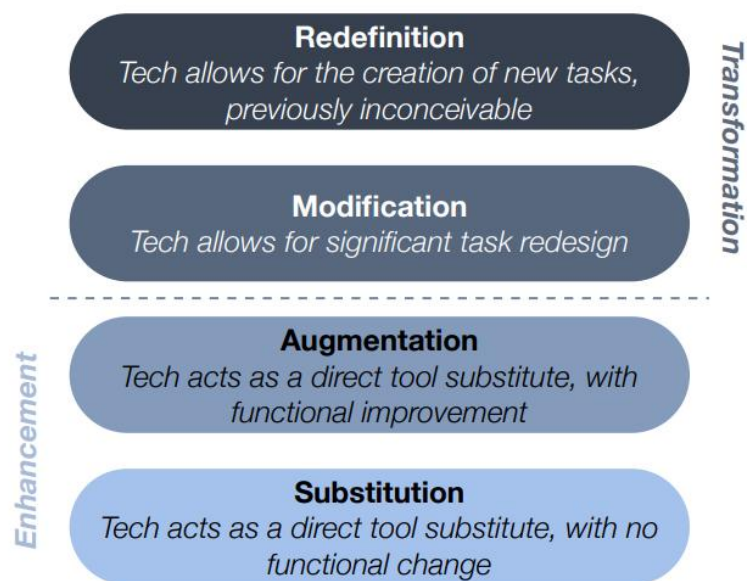 Redefinition
Tech allows for the creation of new tasks,
previously inconceivable
Transformation
Modification
Tech allows for significant task redesign
Augmentation
Tech acts as a direct tool substitute, with
functional improvement
Enhancement
Substitution
Tech acts as a direct tool substitute, with no
functional change